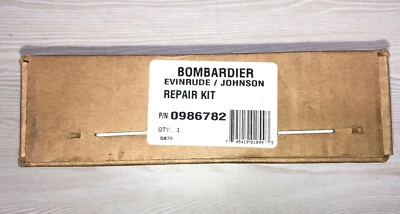 BOMBARDIER
EVINRUDE / JOHNSON
REPAIR KIT
P/N 0986782
QTY. 1